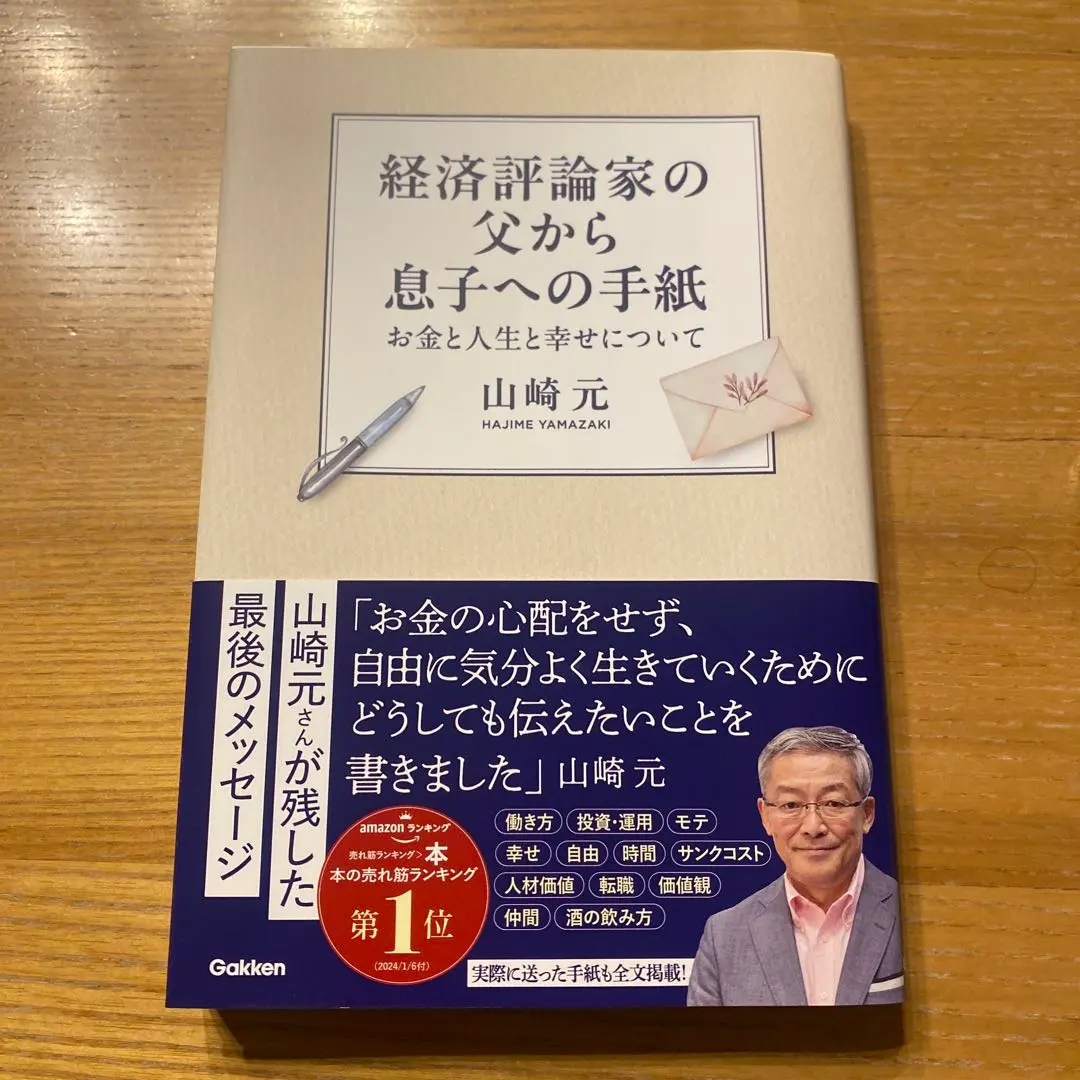 経済評論家の
父から
息子への手紙
お金と人生と幸せについて
山崎 元
HAJIME YAMAZAKI
山崎元さんが残した
最後のメッセージ
「お金の心配をせず、
自由に気分よく生きていくために
どうしても伝えたいことを
書きました」山崎 元
amazon ランキング
売れ筋ランキング>本
本の売れ筋ランキング
第1位
(2024/1/6付)
働き方 投資・運用 モテ
幸せ 自由 時間 サンクコスト
人材価値 転職 価値観
仲間 酒の飲み方
実際に送った手紙も全文掲載!
Gakken